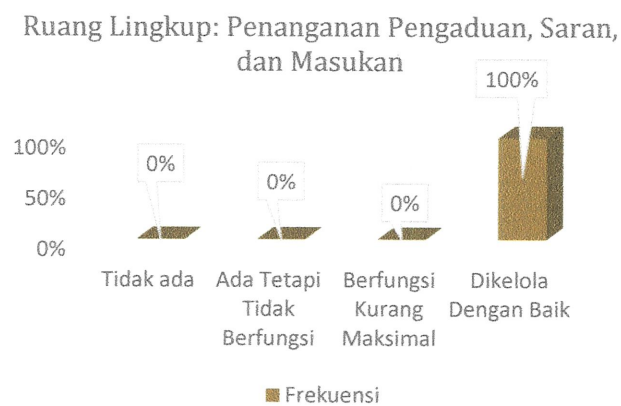 Ruang Lingkup: Penanganan Pengaduan, Saran,
dan Masukan
100%
100%
50%
0%
0%
0%
0%
Tidak ada
Ada Tetapi
Tidak
Berfungsi
Berfungsi
Kurang
Maksimal
Dikelola
Dengan Baik
Frekuensi